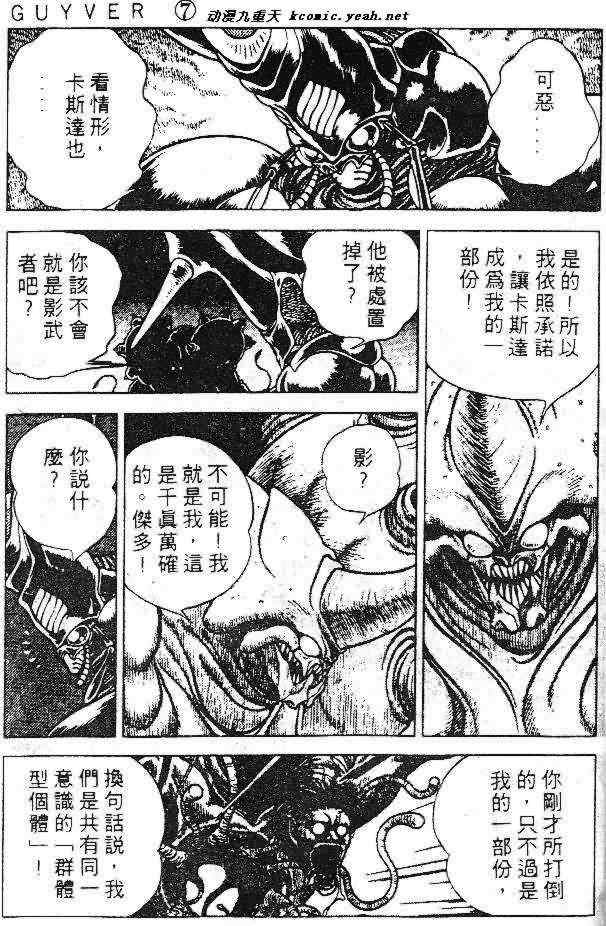 GUYVER ⑦
动漫九重天 kcomic.yeah.net
可惡
....
看情形，
卡斯達也
....
是的！所以
我依照承諾
，讓卡斯達
成爲我的一
部份！
他被處置
掉了？
你該不會
就是影武
者吧？
影？
不可能！我
就是我，這
是千眞萬確
的。傑多！
你說什
麼？
你剛才所打倒
的，只不過是
我的一部份，
換句話說，我
們是共有同一
意識的「群體
型個體」！